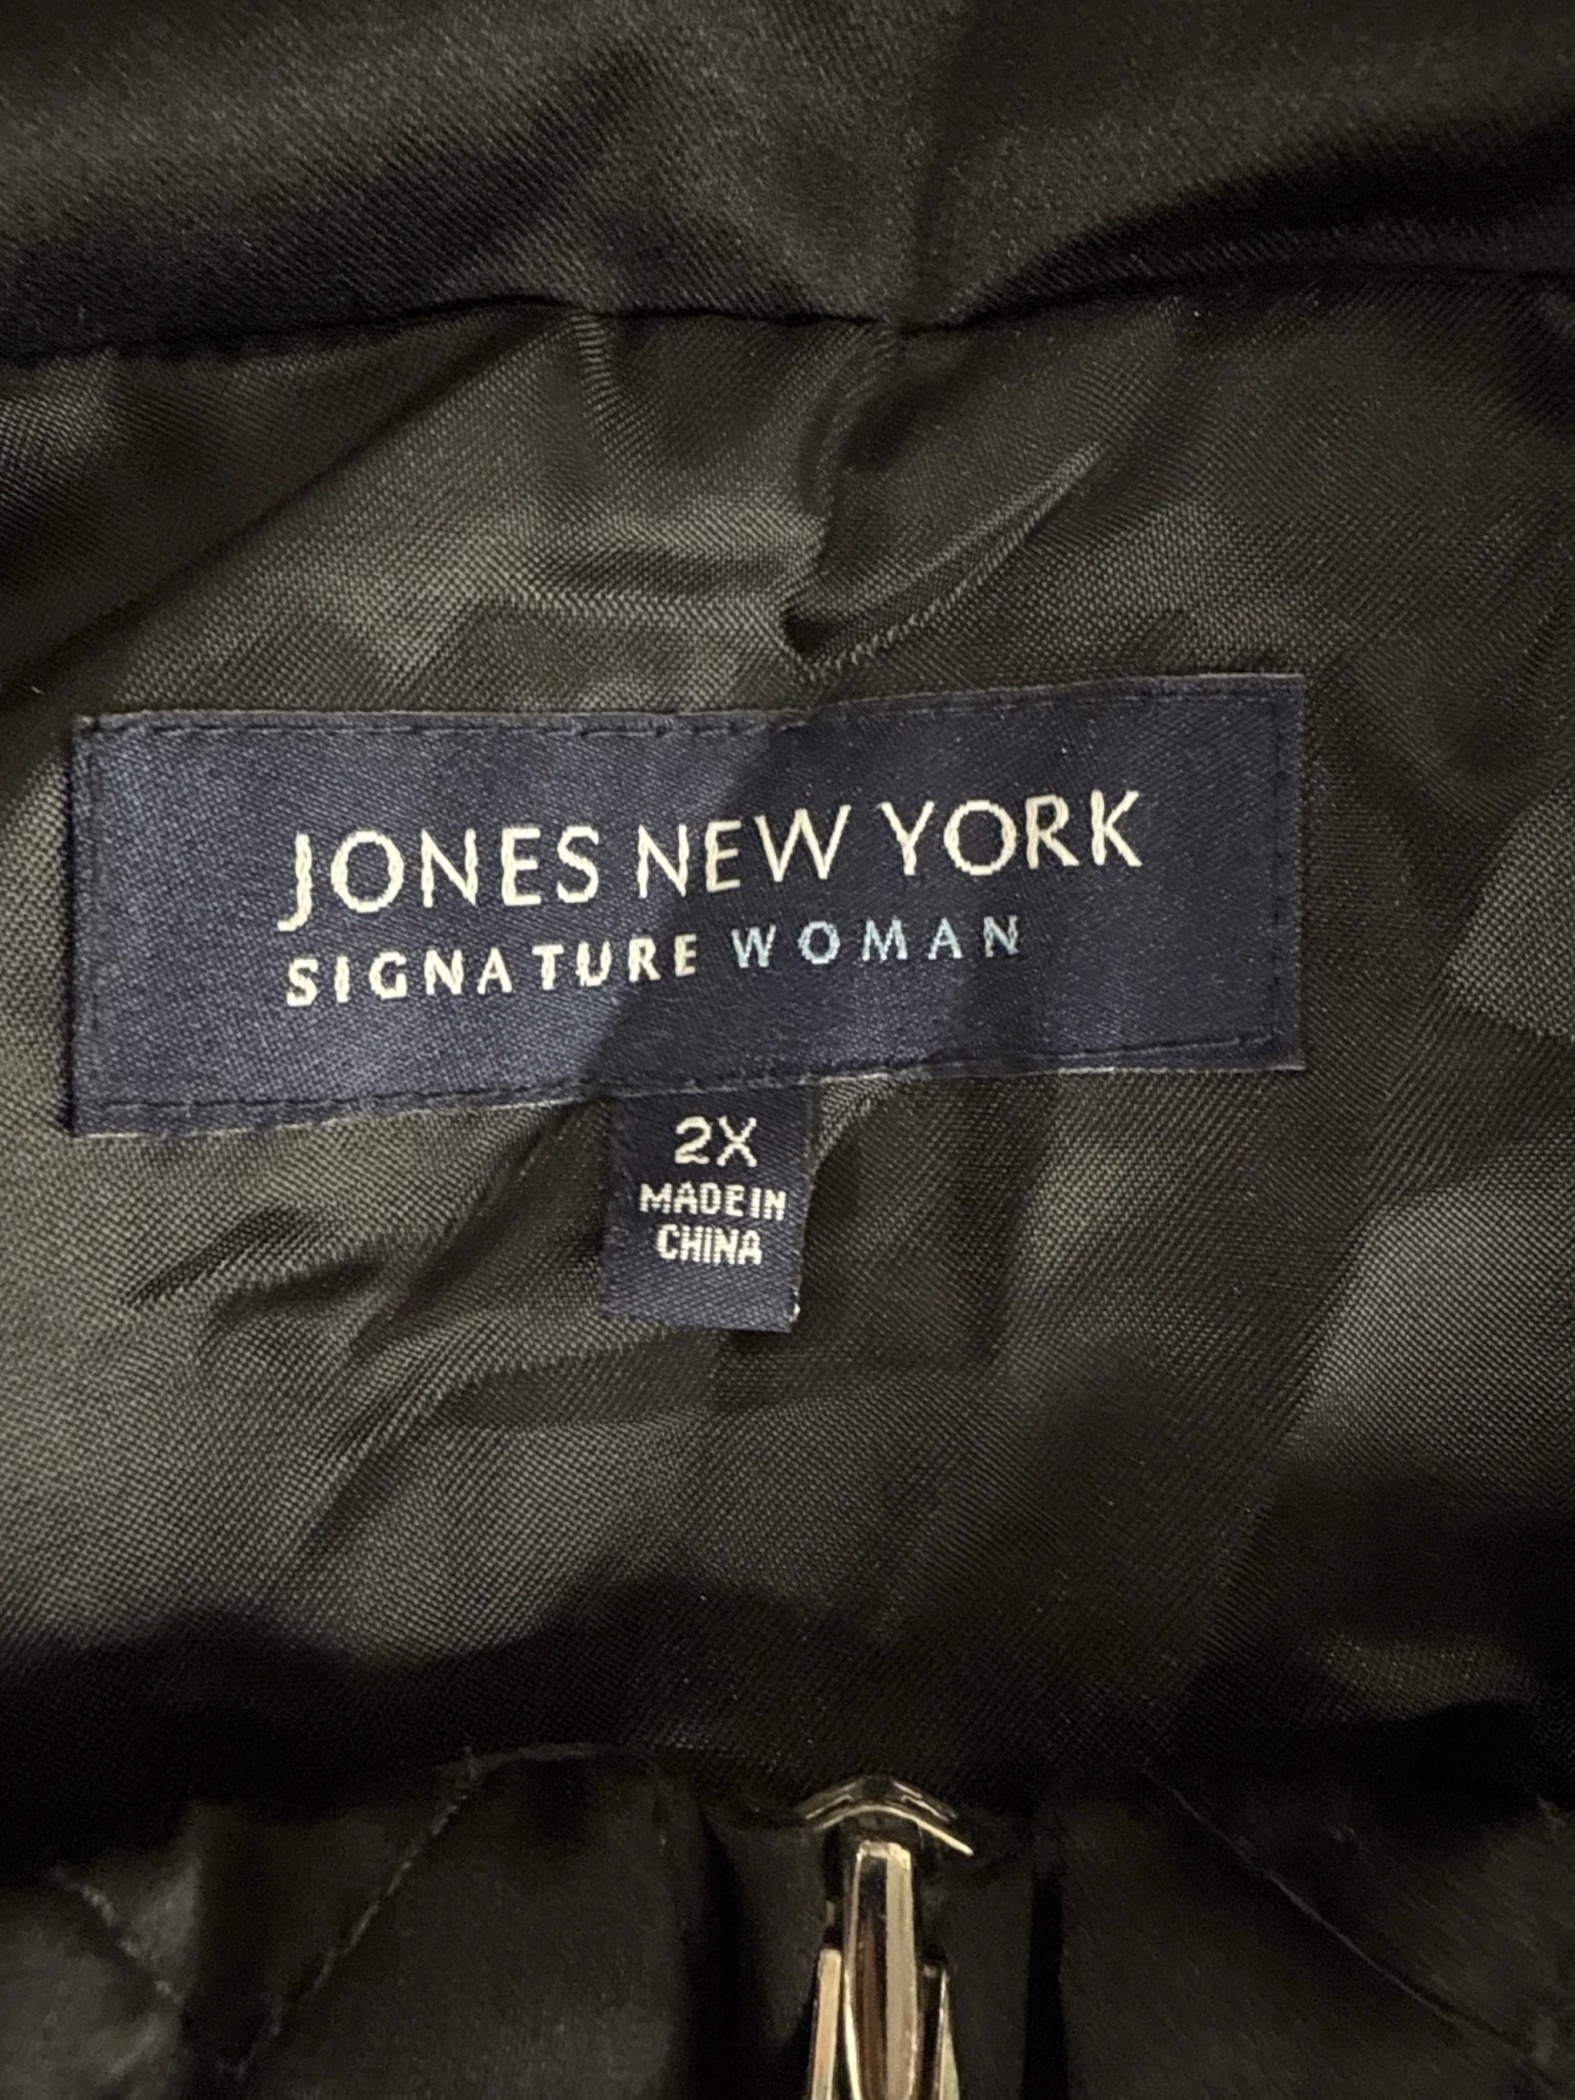 JONES NEW YORK
SIGNATURE WOMAN
2X
MADE IN
CHINA